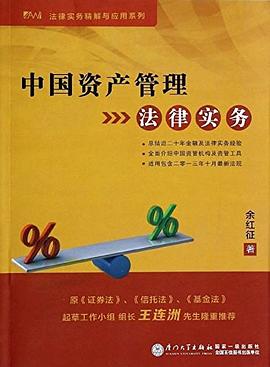 法律实务精解与应用系列
中国资产管理
>>> 法律实务
• 总结近二十年金融及法律实务经验
• 全面介绍中国资管机构及资管工具
• 适用包含二零一三年十月最新法规
余红征
著
% %
原《证券法》、《信托法》、《基金法》
起草工作小组 组长 王连洲 先生隆重推荐
厦门大学出版社 国家一级出版社
全国百佳图书出版单位